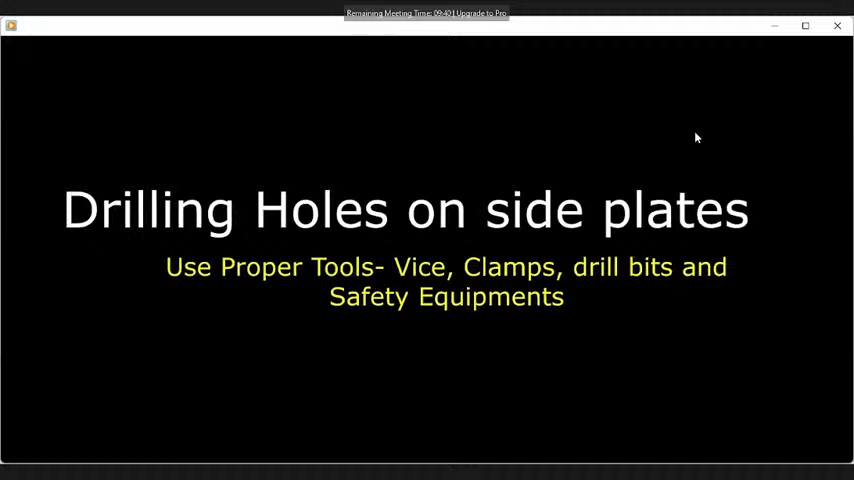 Remaining Meeting Time: 09:40 | Upgrade to Pro
Drilling Holes on side plates
Use Proper Tools- Vice, Clamps, drill bits and
Safety Equipments